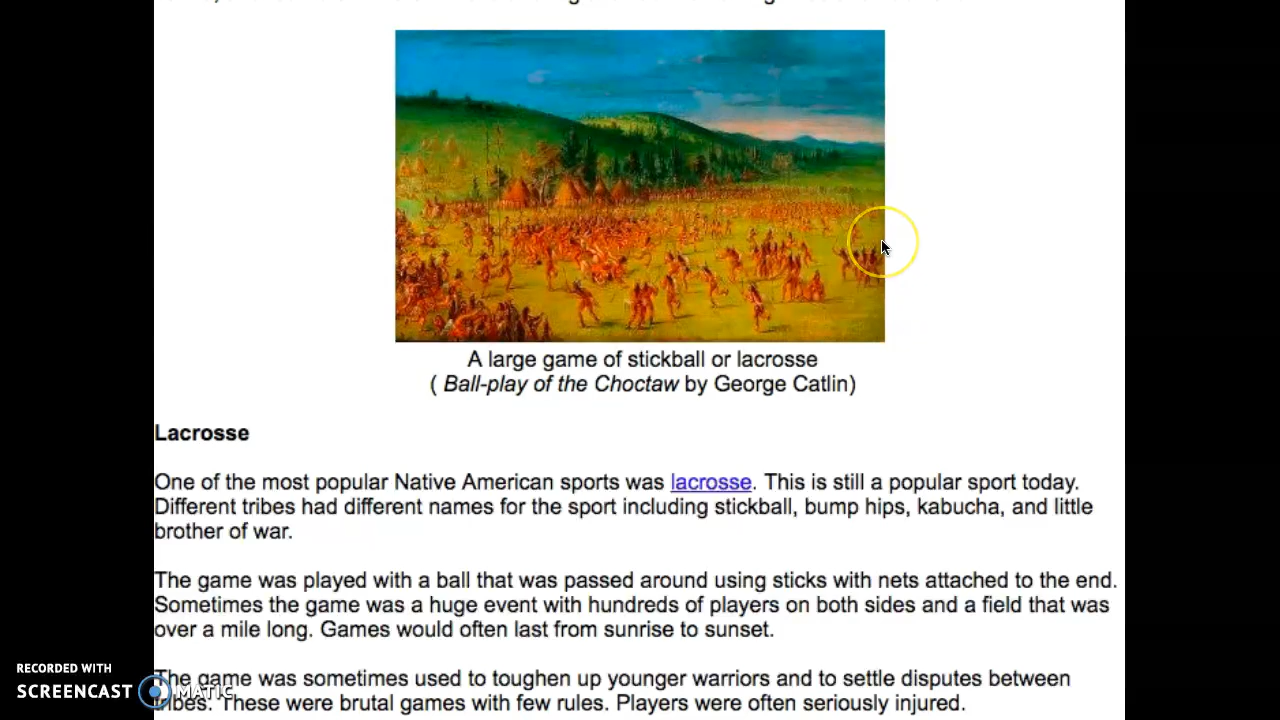 A large game of stickball or lacrosse
( Ball-play of the Choctaw by George Catlin)
Lacrosse
One of the most popular Native American sports was lacrosse. This is still a popular sport today.
Different tribes had different names for the sport including stickball, bump hips, kabucha, and little
brother of war.
The game was played with a ball that was passed around using sticks with nets attached to the end.
Sometimes the game was a huge event with hundreds of players on both sides and a field that was
over a mile long. Games would often last from sunrise to sunset.
The game was sometimes used to toughen up younger warriors and to settle disputes between
tribes. These were brutal games with few rules. Players were often seriously injured.
RECORDED WITH
SCREENCAST MATIC